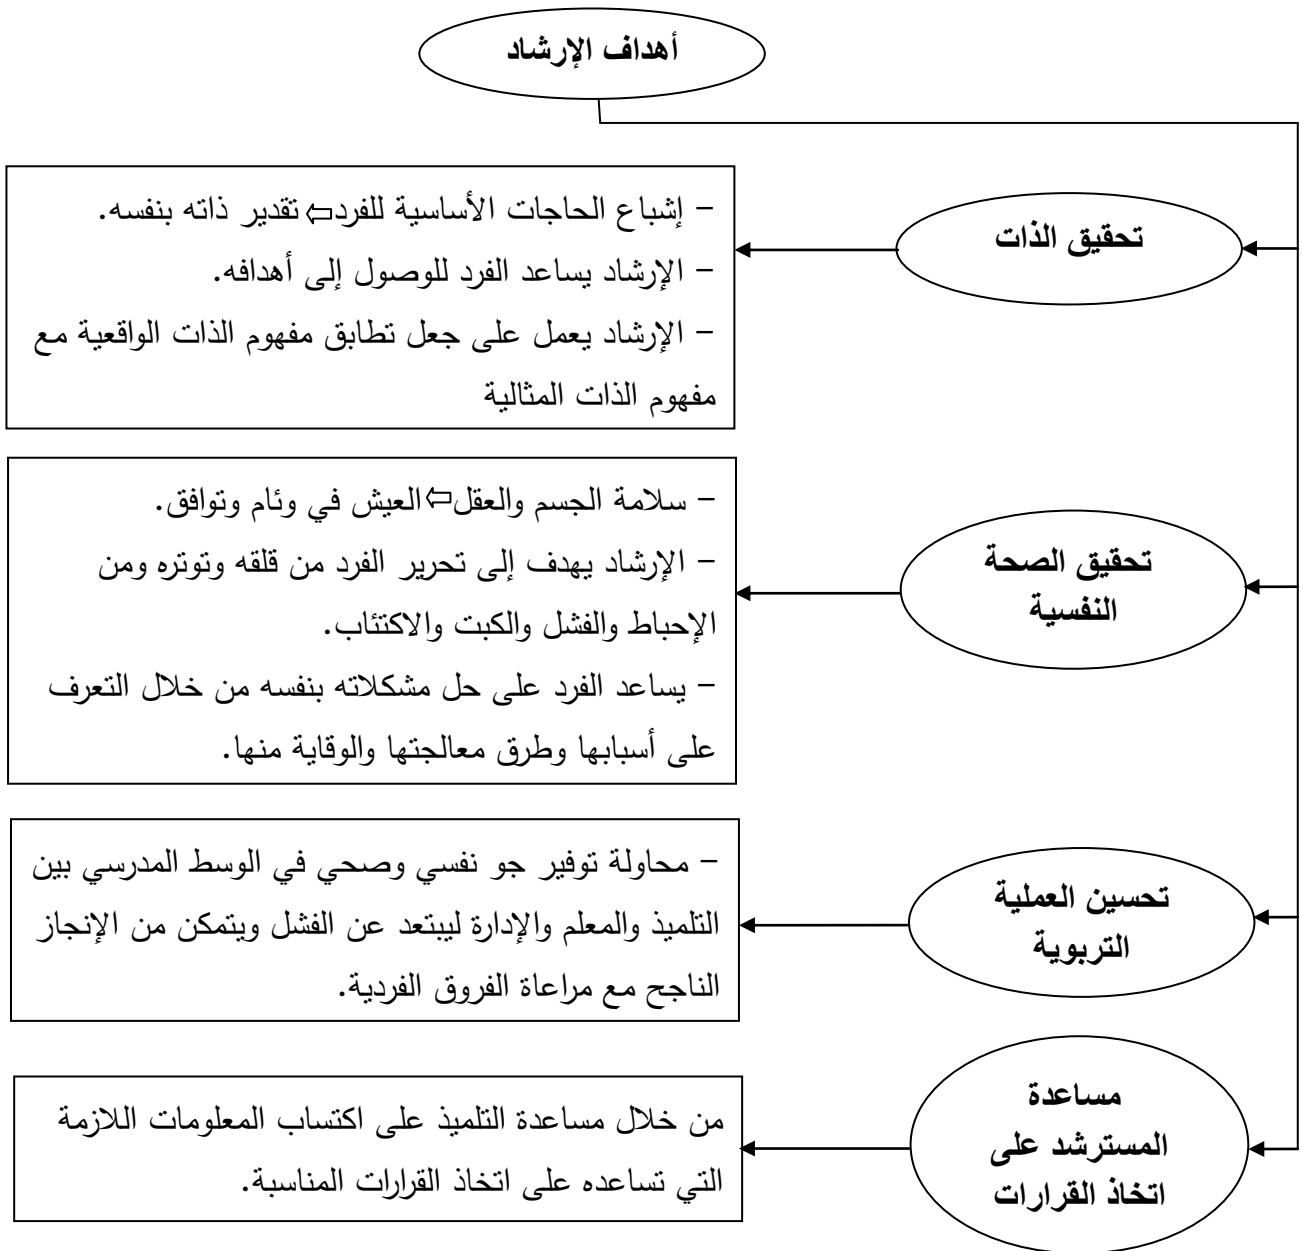 أهداف الإرشاد
تحقيق الذات
– إشباع الحاجات الأساسية للفرد⇦ تقدير ذاته بنفسه.
– الإرشاد يساعد الفرد للوصول إلى أهدافه.
– الإرشاد يعمل على جعل تطابق مفهوم الذات الواقعية مع
مفهوم الذات المثالية
تحقيق الصحة
النفسية
– سلامة الجسم والعقل⇦ العيش في وئام وتوافق.
– الإرشاد يهدف إلى تحرير الفرد من قلقه وتوتره ومن
الإحباط والفشل والكبت والاكتئاب.
– يساعد الفرد على حل مشكلاته بنفسه من خلال التعرف
على أسبابها وطرق معالجتها والوقاية منها.
تحسين العملية
التربوية
– محاولة توفير جو نفسي وصحي في الوسط المدرسي بين
التلميذ والمعلم والإدارة ليبتعد عن الفشل ويتمكن من الإنجاز
الناجح مع مراعاة الفروق الفردية.
مساعدة
المسترشد على
اتخاذ القرارات
من خلال مساعدة التلميذ على اكتساب المعلومات اللازمة
التي تساعده على اتخاذ القرارات المناسبة.